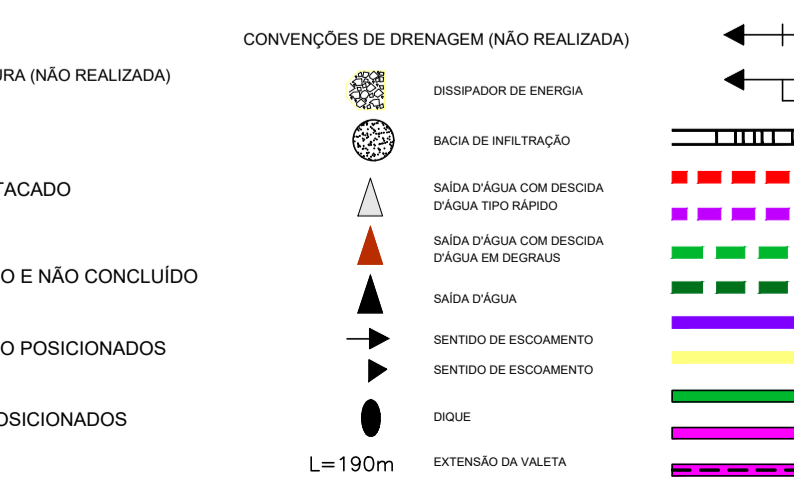 CONVENÇÕES DE DRENAGEM (NÃO REALIZADA)
URA (NÃO REALIZADA)
TACADO
O E NÃO CONCLUÍDO
O POSICIONADOS
OSICIONADOS
DISSIPADOR DE ENERGIA
BACIA DE INFILTRAÇÃO
SAÍDA D'ÁGUA COM DESCIDA
D'ÁGUA TIPO RÁPIDO
SAÍDA D'ÁGUA COM DESCIDA
D'ÁGUA EM DEGRAUS
SAÍDA D'ÁGUA
SENTIDO DE ESCOAMENTO
SENTIDO DE ESCOAMENTO
DIQUE
L=190m EXTENSÃO DA VALETA